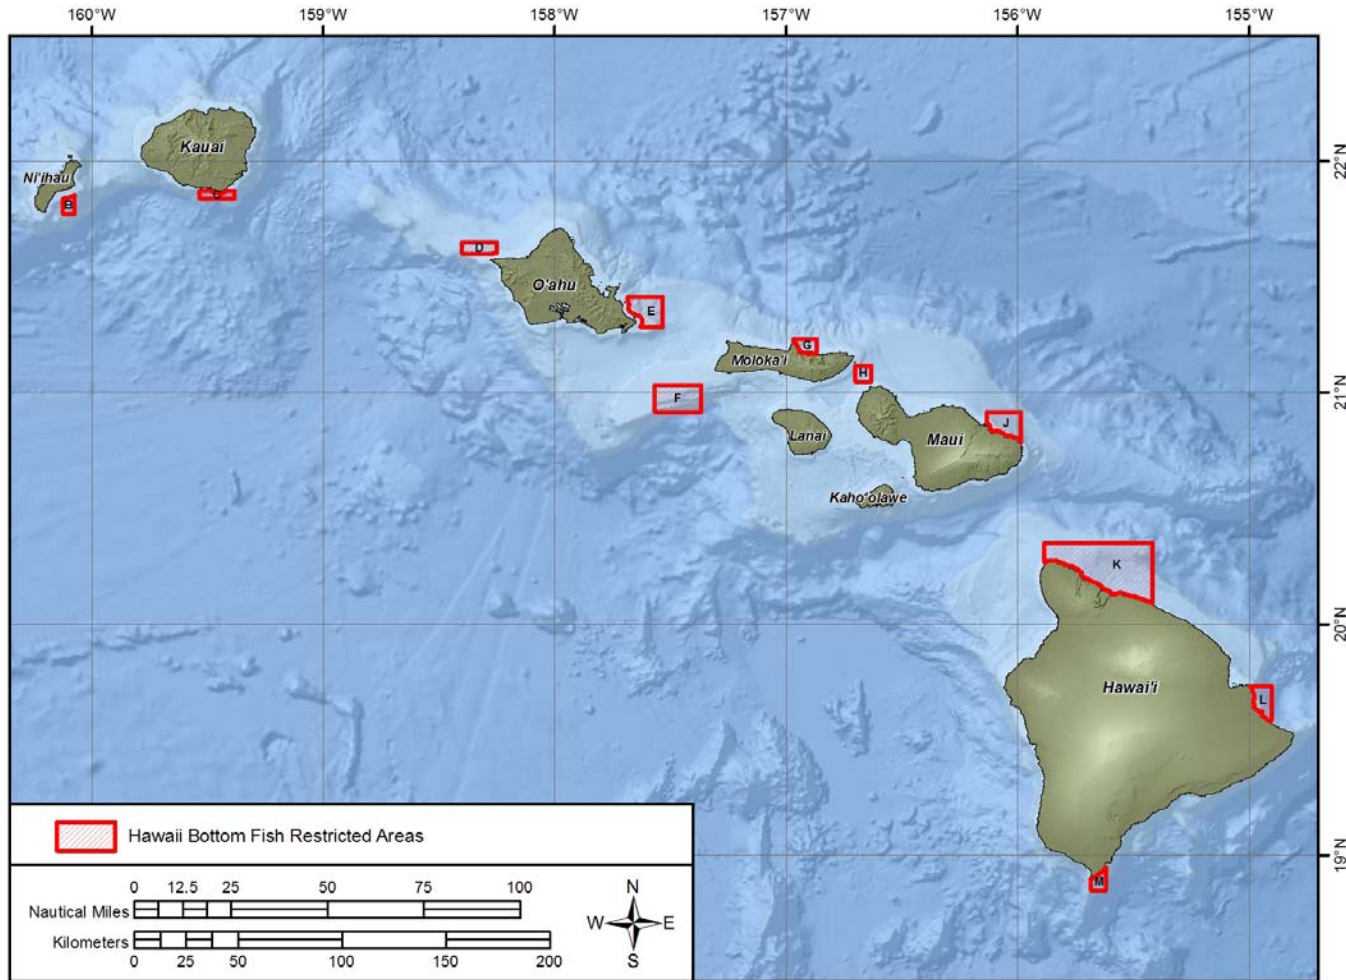 160°W 159°W 158°W 157°W 156°W 155°W
Kauai
22°N
Ni'ihau
B
C
D
O'ahu
E
G
Moloka'i
H
21°N
F
J
Lanai
Maui
Kaho'olawe
K
20°N
Hawai'i
L
Hawaii Bottom Fish Restricted Areas
19°N
M
0 12.5 25 50 75 100
Nautical Miles
Kilometers
0 25 50 100 150 200
N
W E
S